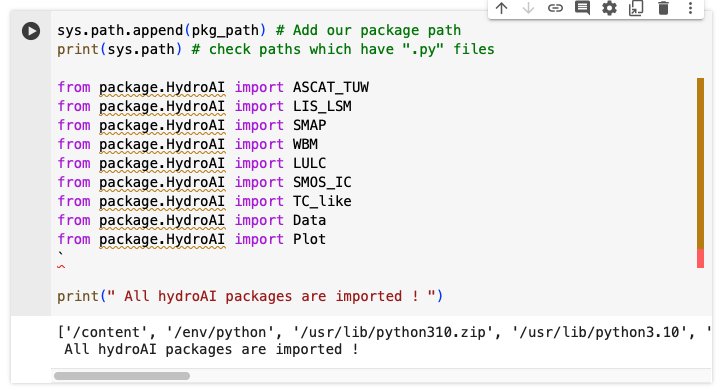 sys.path.append(pkg_path) # Add our package path
print(sys.path) # check paths which have ".py" files
from package.HydroAI import ASCAT_TUW
from package.HydroAI import LIS_LSM
from package.HydroAI import SMAP
from package.HydroAI import WBM
from package.HydroAI import LULC
from package.HydroAI import SMOS_IC
from package.HydroAI import TC_like
from package.HydroAI import Data
from package.HydroAI import Plot
`
print(" All hydroAI packages are imported ! ")
['/content', '/env/python', '/usr/lib/python310.zip', '/usr/lib/python3.10', '
 All hydroAI packages are imported !